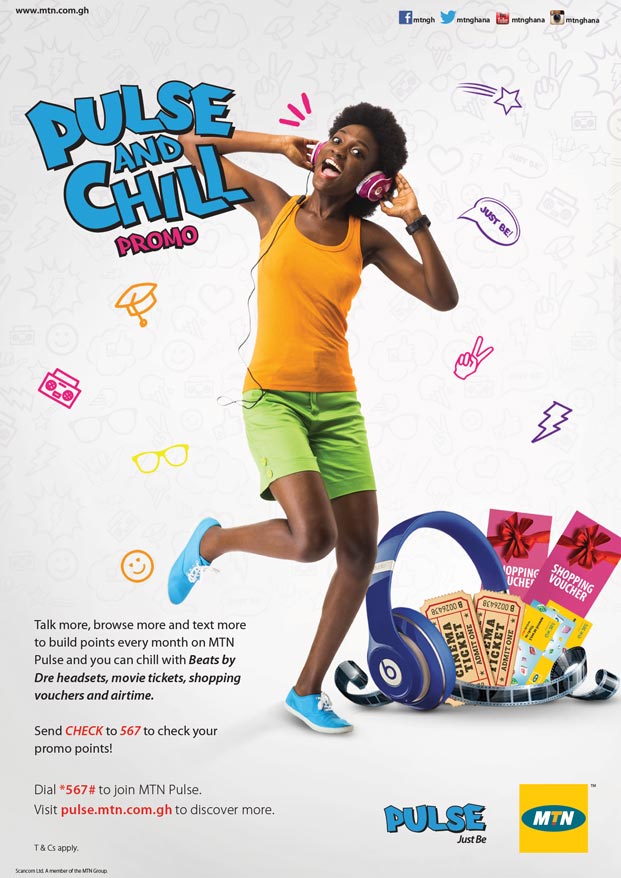 www.mtn.com.gh
mtngh mtnghana mtnghana mtnghana
PULSE
AND
CHILL
PROMO
JUST BE!
Talk more, browse more and text more
to build points every month on MTN
Pulse and you can chill with Beats by
Dre headsets, movie tickets, shopping
vouchers and airtime.
Send CHECK to 567 to check your
promo points!
Dial *567# to join MTN Pulse.
Visit pulse.mtn.com.gh to discover more.
T & Cs apply.
Scancom Ltd. A member of the MTN Group.
SHOPPING
VOUCHER
CINEMA
TICKET
ADMIT ONE
B 0026438
CINEMA
TICKET
ADMIT ONE
B 0026438
b
PULSE
Just Be
MTN
TM